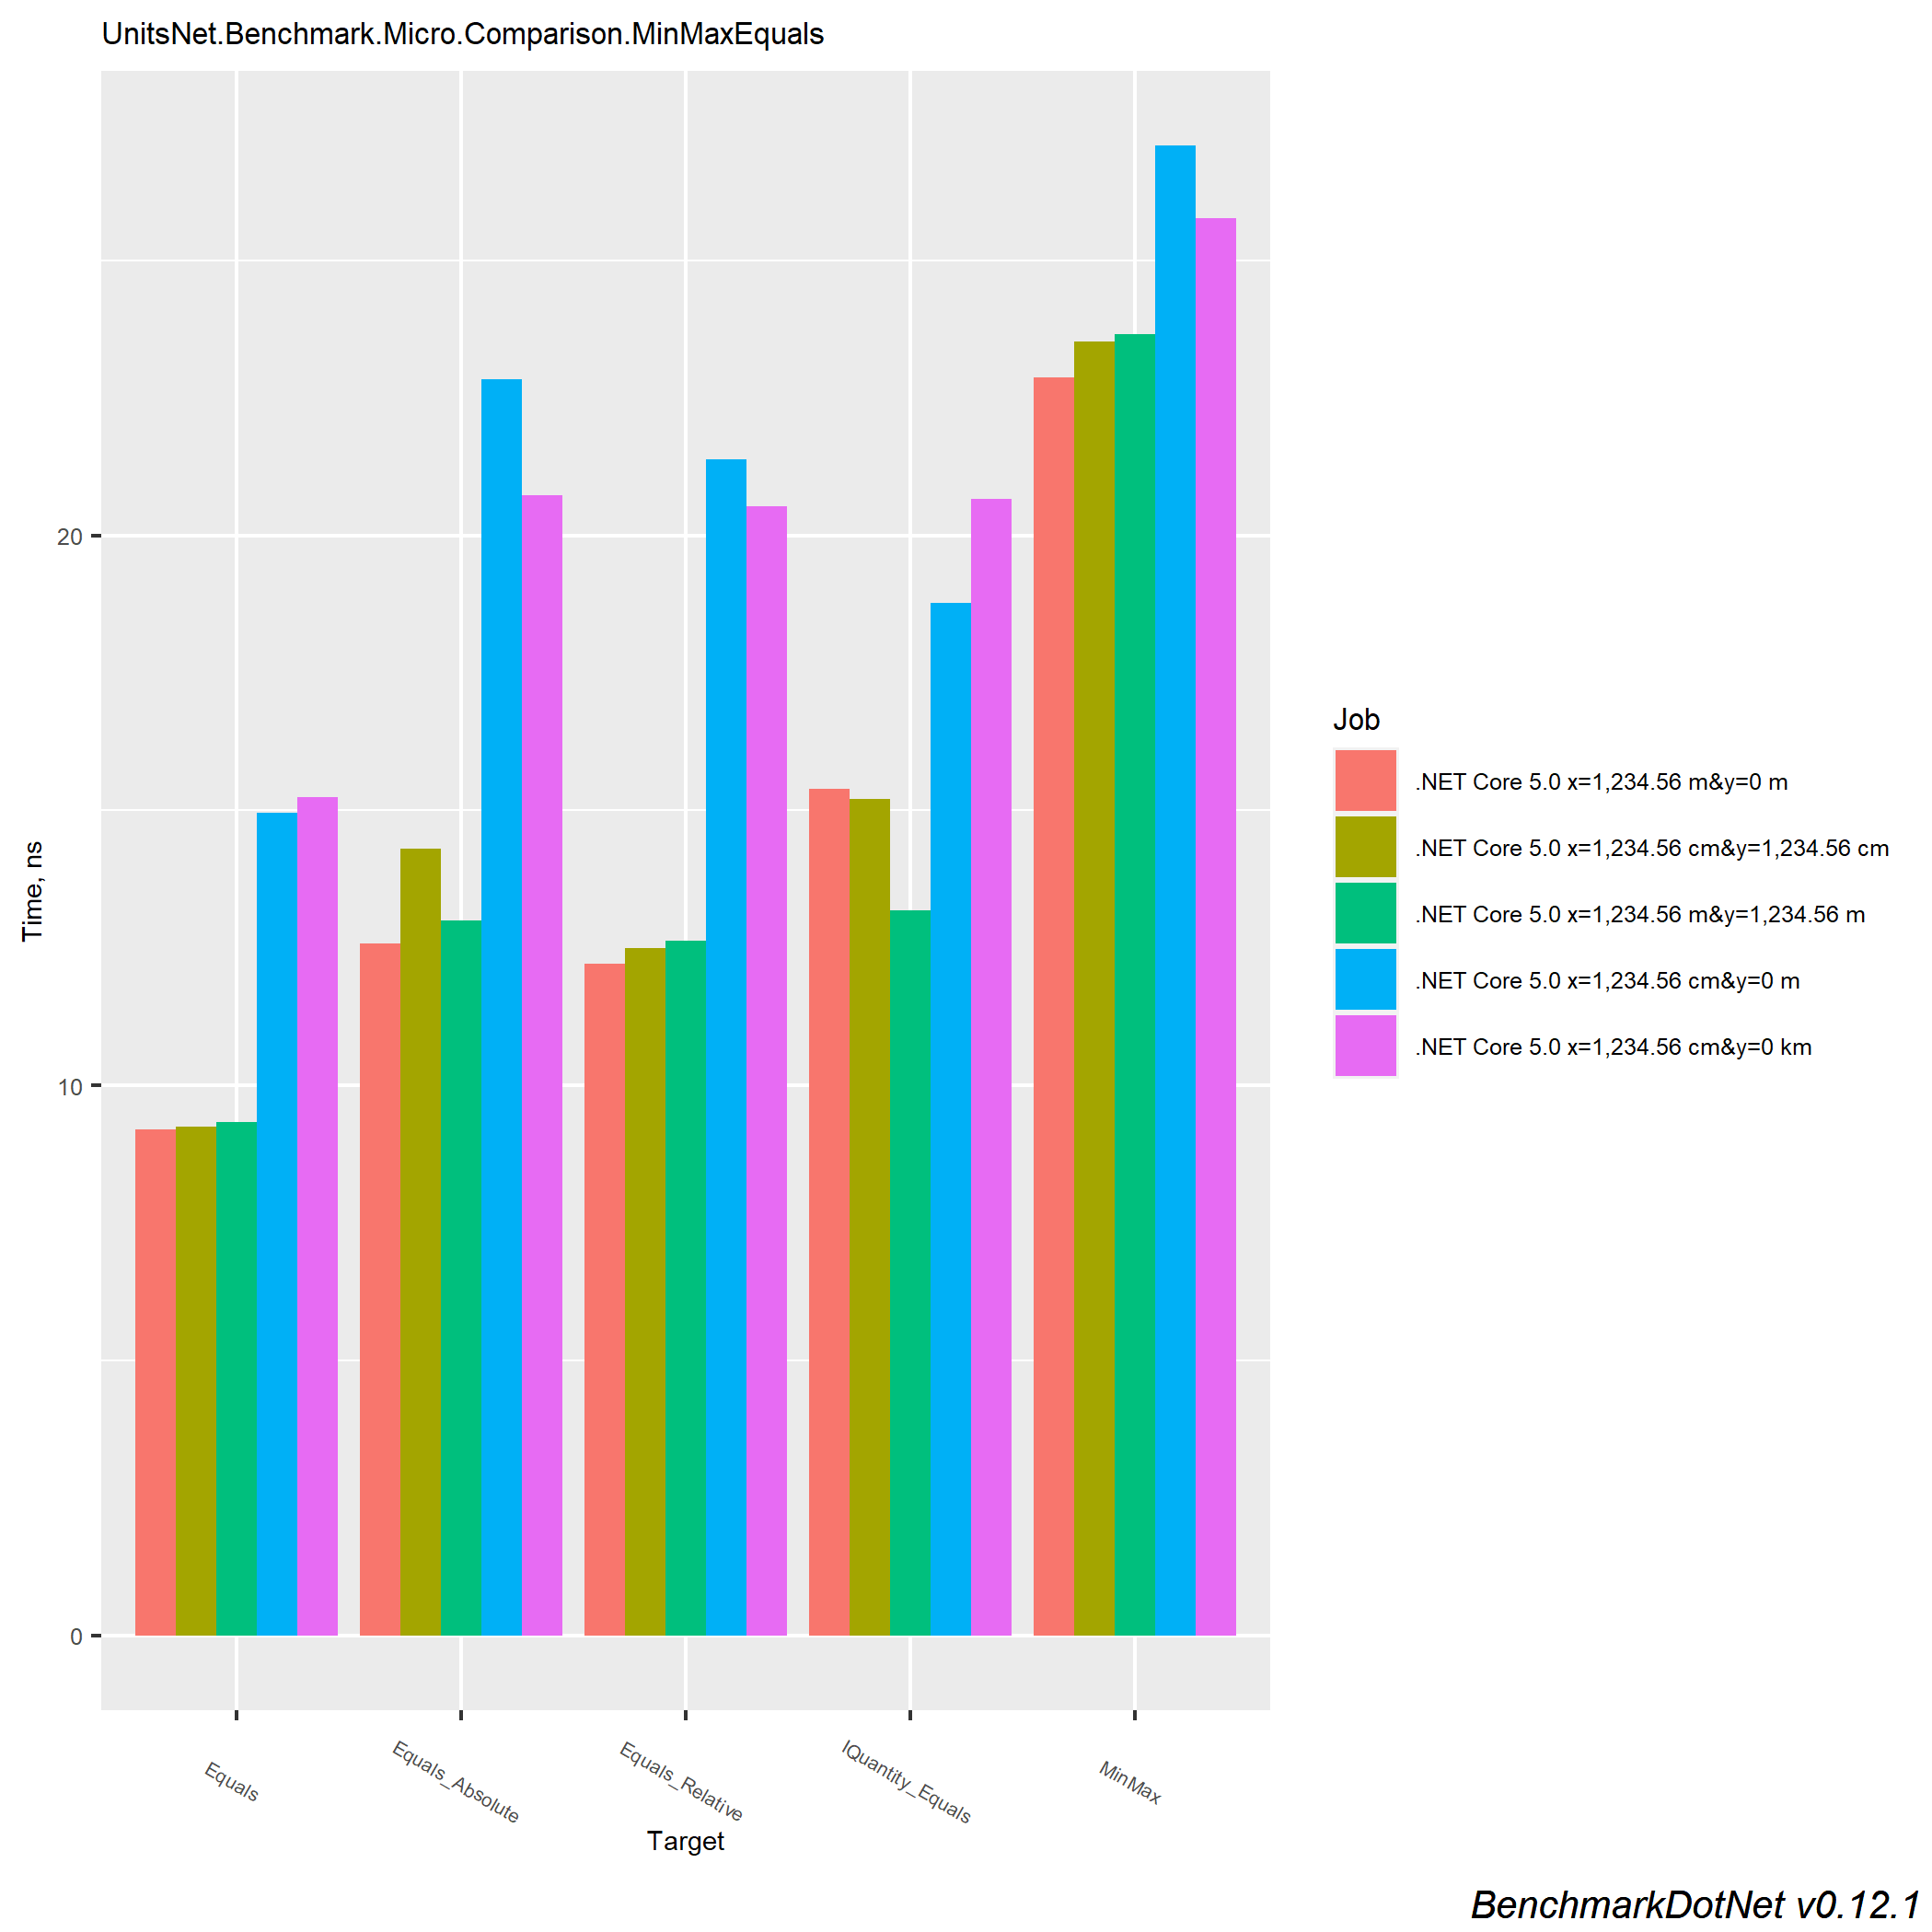 UnitsNet.Benchmark.Micro.Comparison.MinMaxEquals
Time, ns
20
10
0
Equals
Equals_Absolute
Equals_Relative
IQuantity_Equals
MinMax
Target
Job
.NET Core 5.0 x=1,234.56 m&y=0 m
.NET Core 5.0 x=1,234.56 cm&y=1,234.56 cm
.NET Core 5.0 x=1,234.56 m&y=1,234.56 m
.NET Core 5.0 x=1,234.56 cm&y=0 m
.NET Core 5.0 x=1,234.56 cm&y=0 km
BenchmarkDotNet v0.12.1